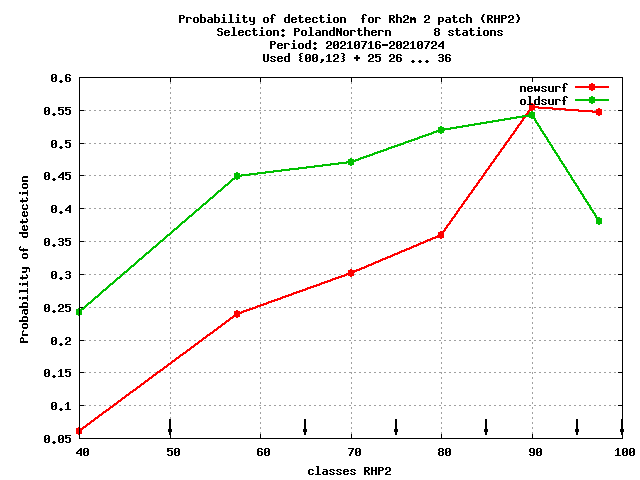 Probability of detection  for Rh2m 2 patch (RHP2)
Selection: PolandNorthern      8 stations
Period: 20210716-20210724
Used {00,12} + 25 26 ... 36
newsurf
oldsurf
Probability of detection
0.6
0.55
0.5
0.45
0.4
0.35
0.3
0.25
0.2
0.15
0.1
0.05
40 50 60 70 80 90 100
classes RHP2